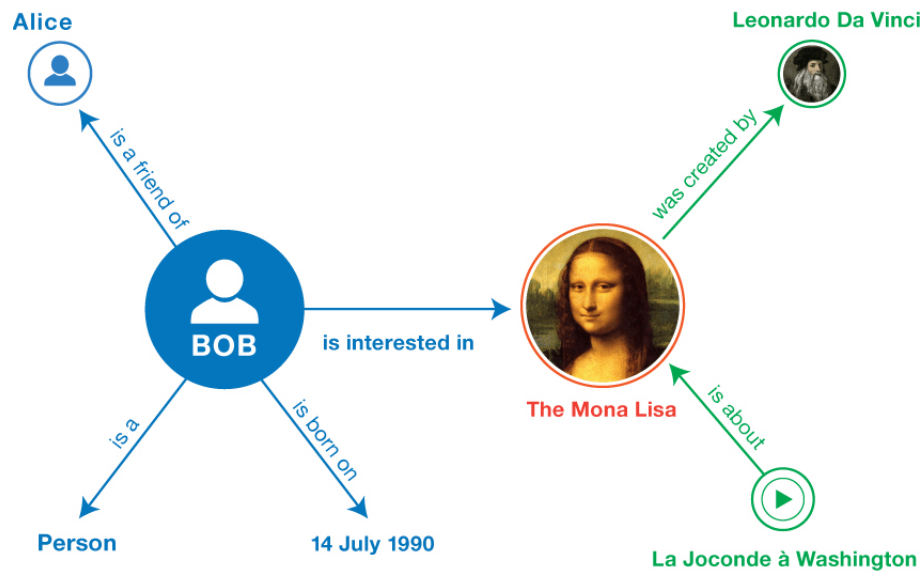 Alice
Leonardo Da Vinci
is a friend of
was created by
BOB
is interested in
The Mona Lisa
is a
is born on
is about
Person
14 July 1990
La Joconde à Washington